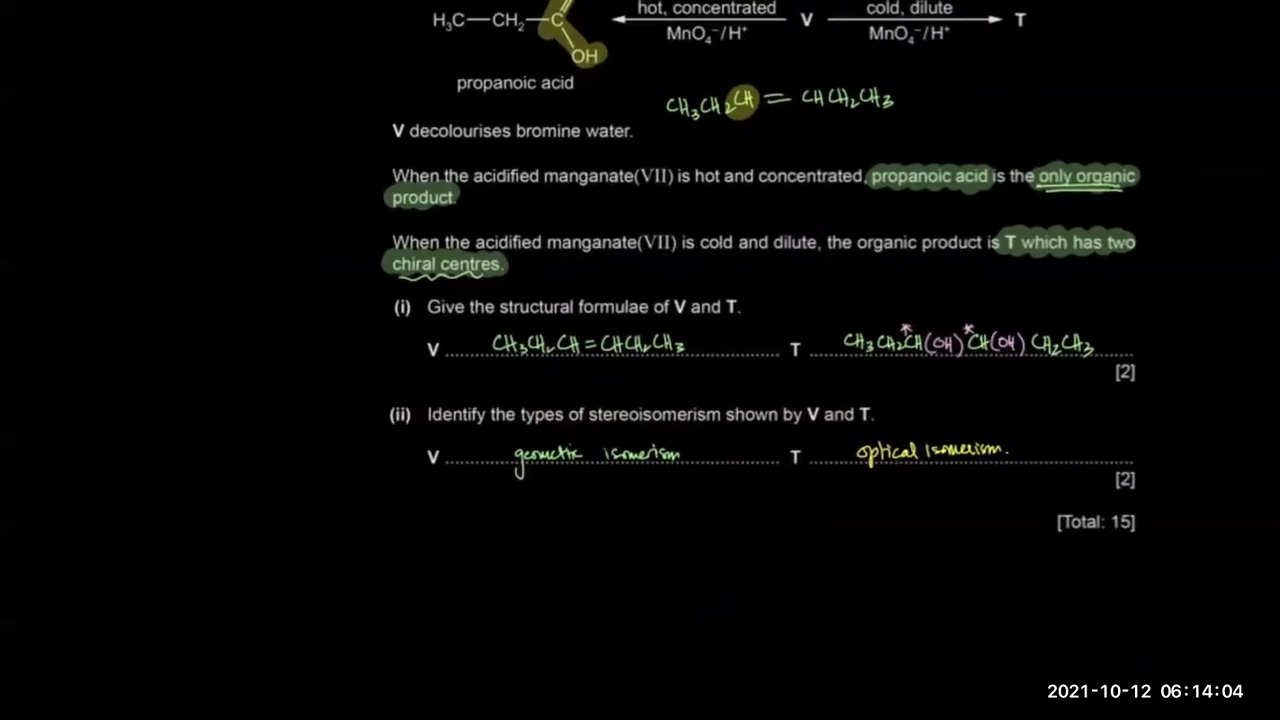 hot, concentrated
cold, dilute
H₃C—CH₂—C
V
T
MnO₄⁻/H⁺
MnO₄⁻/H⁺
OH
propanoic acid
CH₃CH₂CH = CHCH₂CH₃
V decolourises bromine water.
When the acidified manganate(VII) is hot and concentrated, propanoic acid is the only organic
product.
When the acidified manganate(VII) is cold and dilute, the organic product is T which has two
chiral centres.
(i) Give the structural formulae of V and T.
V CH₃CH₂CH=CHCH₂CH₃ T CH₃CH₂*CH(OH)*CH(OH)CH₂CH₃
[2]
(ii) Identify the types of stereoisomerism shown by V and T.
V geometic isomerism T optical isomerism.
[2]
[Total: 15]
2021-10-12 06:14:04